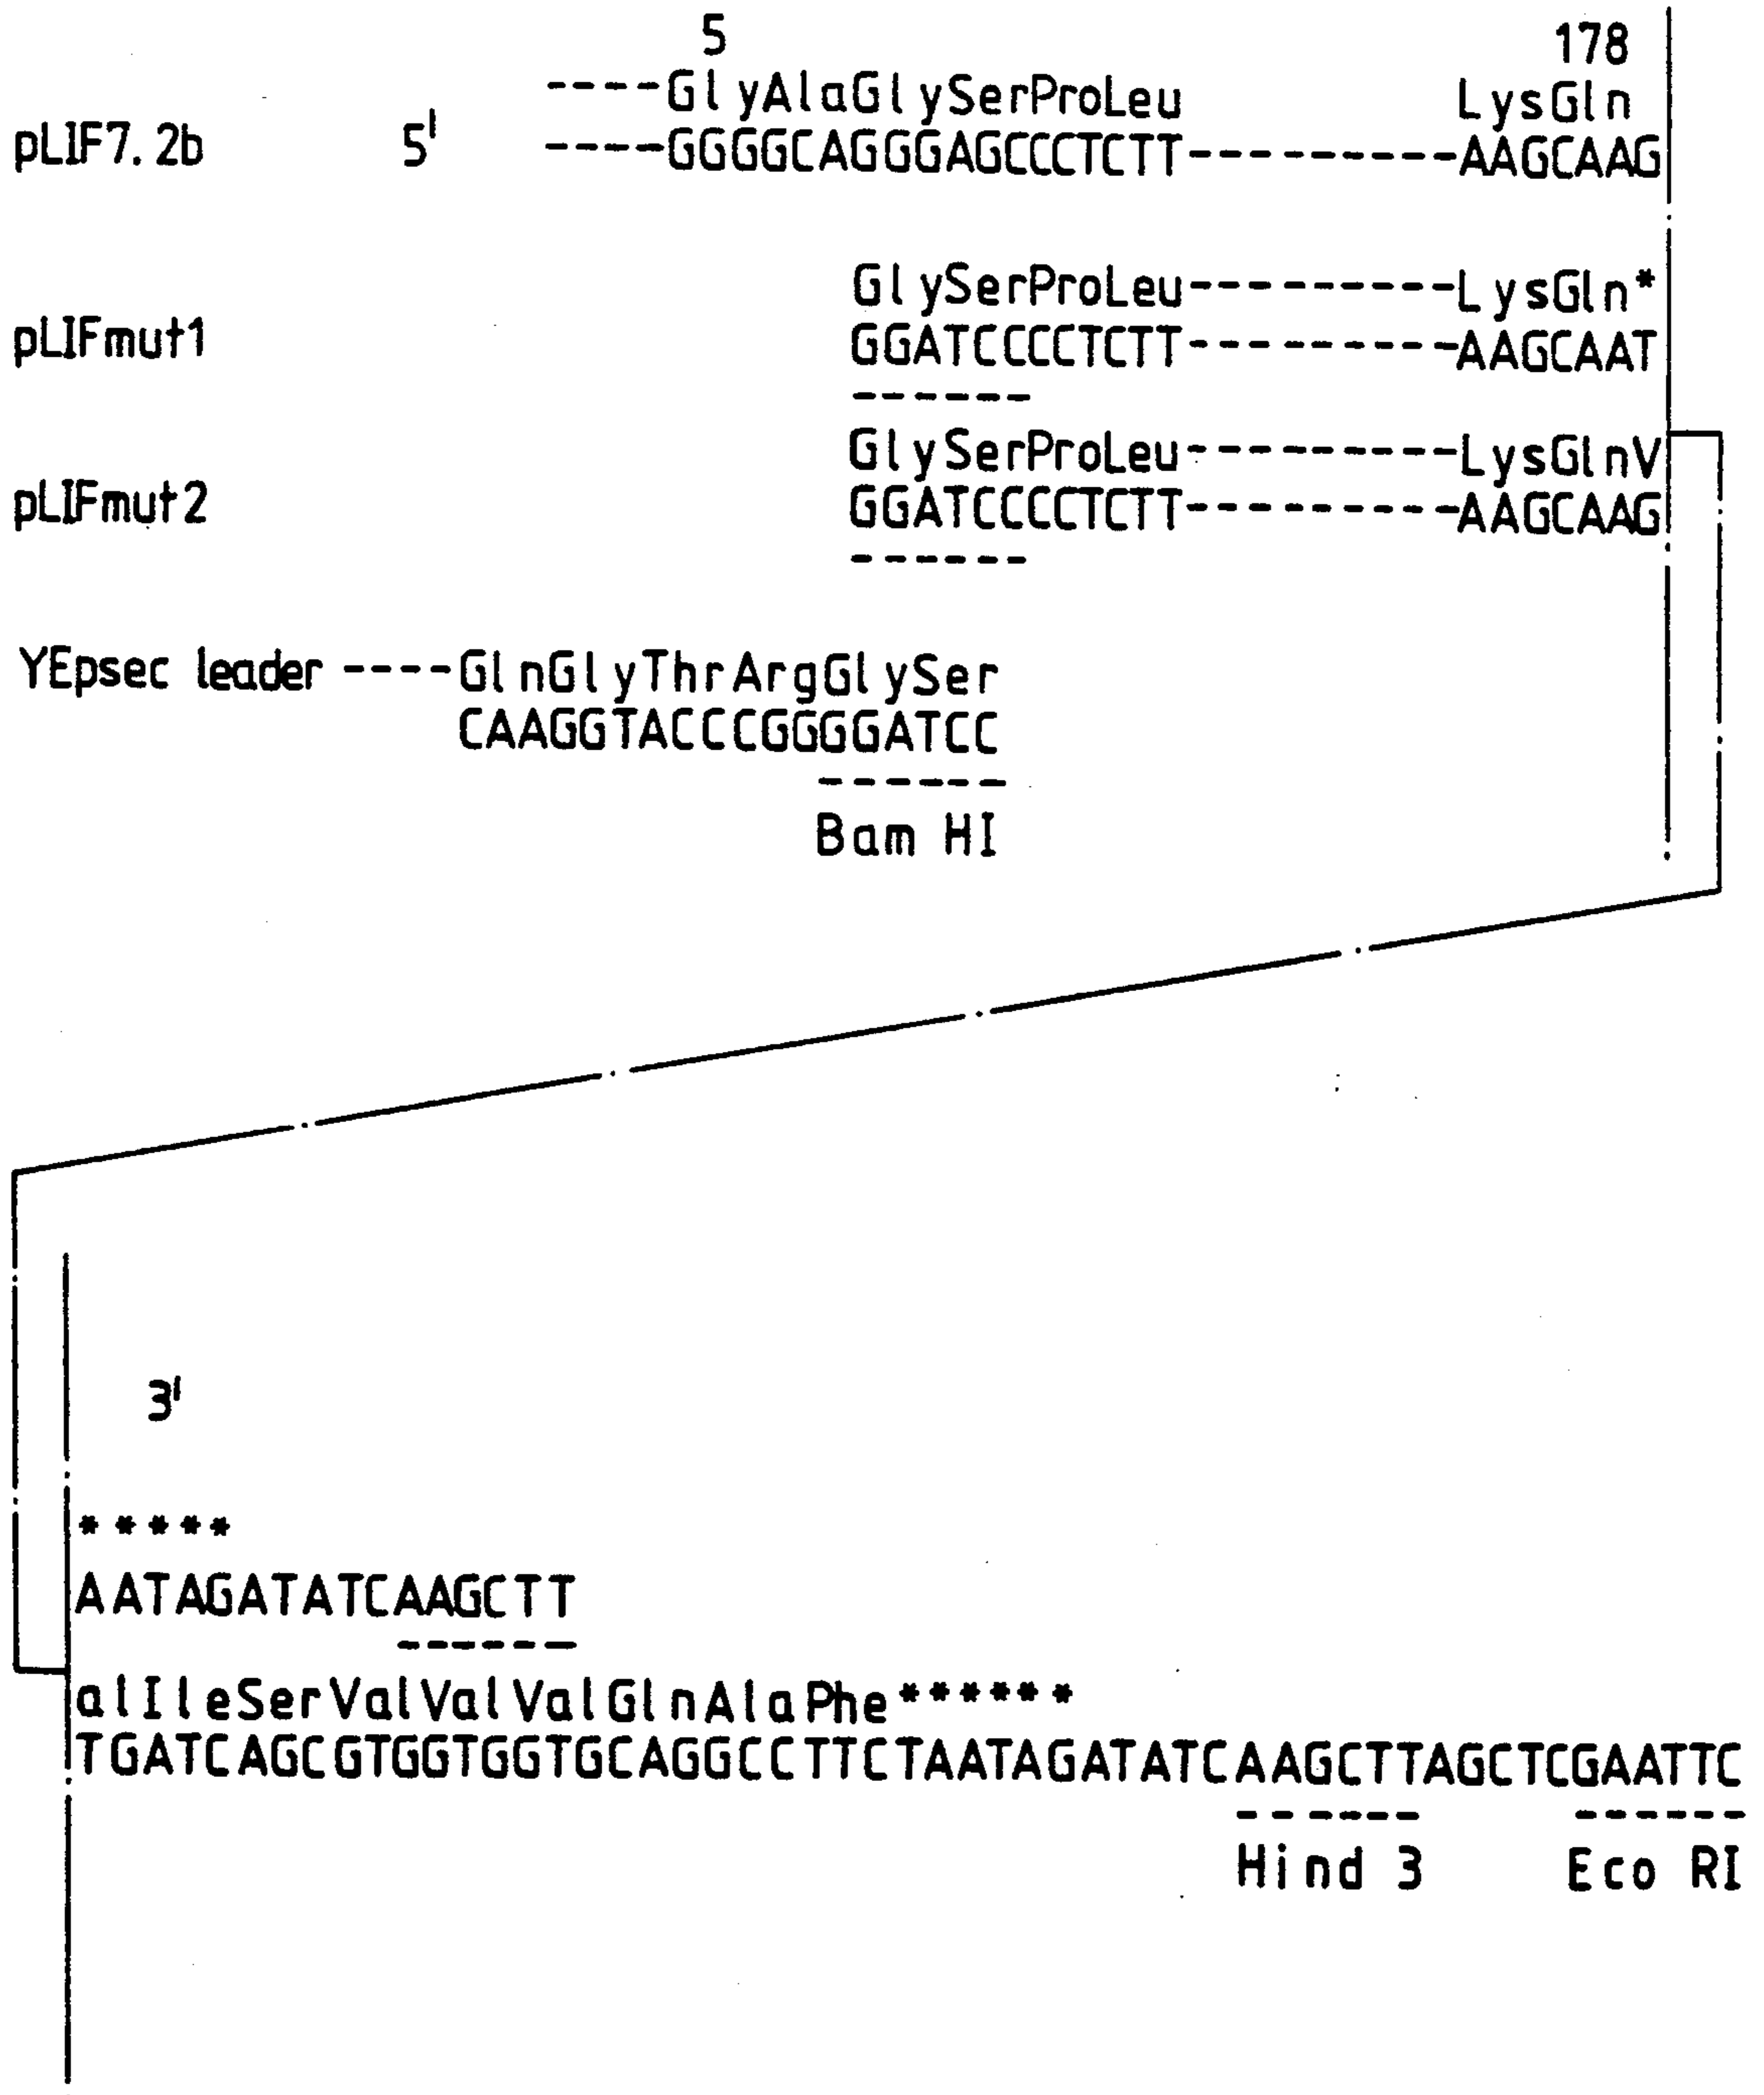 5 178
----GlyAlaGlySerProLeu LysGln
pLIF7.2b 5' ----GGGGCAGGGAGCCCTCTT---------AAGCAAG
GlySerProLeu---------LysGln*
pLIFmut1 GGATCCCCTCTT---------AAGCAAT
------
GlySerProLeu---------LysGlnV
pLIFmut2 GGATCCCCTCTT---------AAGCAAG
------
YEpsec leader ----GlnGlyThrArgGlySer
CAAGGTACCCGGGGATCC
------
Bam HI
3'
*****
AATAGATATCAAGCTT
------
alIleSerValValValGlnAlaPhe******
TGATCAGCGTGGTGGTGCAGGCCTTCTAATAGATATCAAGCTTAGCTCGAATTC
------ ------
Hind 3 Eco RI